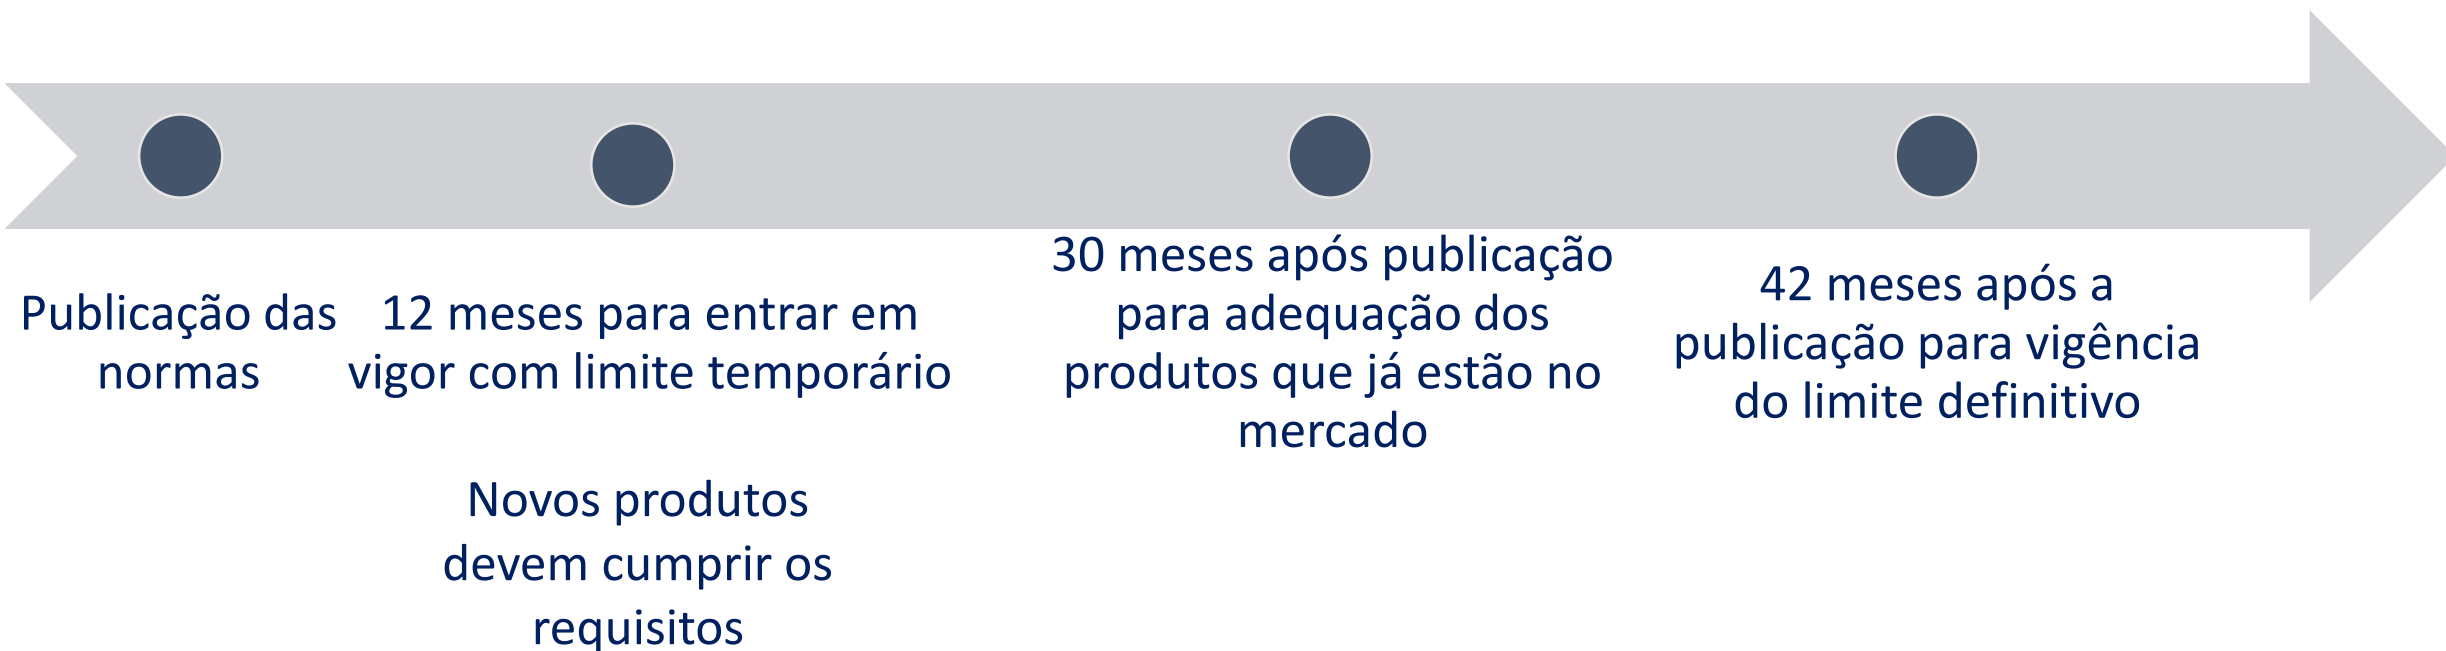 Publicação das
normas
12 meses para entrar em
vigor com limite temporário
Novos produtos
devem cumprir os
requisitos
30 meses após publicação
para adequação dos
produtos que já estão no
mercado
42 meses após a
publicação para vigência
do limite definitivo